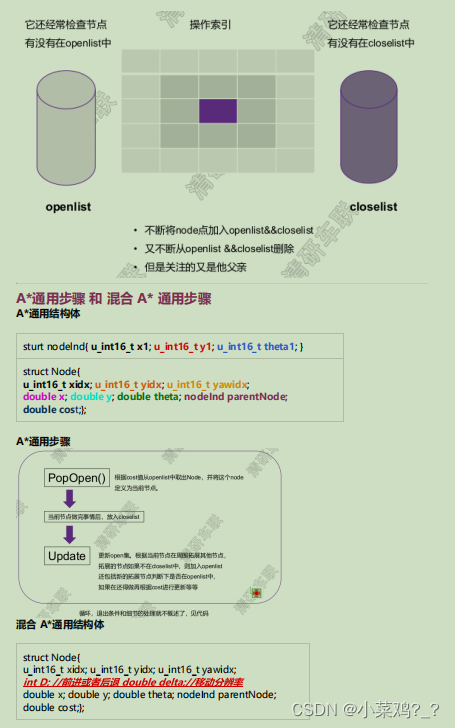 它还经常检查节点
有没有在openlist中
操作索引
它还经常检查节点
有没有在closelist中
openlist
closelist
• 不断将node点加入openlist&&closelist
• 又不断从openlist &&closelist删除
• 但是关注的又是他父亲
A*通用步骤 和 混合 A* 通用步骤
A*通用结构体
sturt nodeInd{ u_int16_t x1; u_int16_t y1; u_int16_t theta1; }
struct Node{
u_int16_t xidx; u_int16_t yidx; u_int16_t yawidx;
double x; double y; double theta; nodeInd parentNode;
double cost;};
A*通用步骤
PopOpen()
根据cost值从openlist中取出Node，并将这个node
定义为当前节点。
当前节点做完事情后，放入closelist
Update
更新open集。根据当前节点在周围拓展其他节点，
拓展的节点如果不在closelist中，则加入openlist
还包括新的拓展节点判断下是否在openlist中，
如果在还得做再根据cost进行更新等等
循环，退出条件和细节的处理就不概述了，见代码
混合 A*通用结构体
struct Node{
u_int16_t xidx; u_int16_t yidx; u_int16_t yawidx;
int D; //前进或者后退 double delta;//移动分辨率
double x; double y; double theta; nodeInd parentNode;
double cost;};
清研车联
清研车联
清研车联
CSDN @小菜鸡?_?